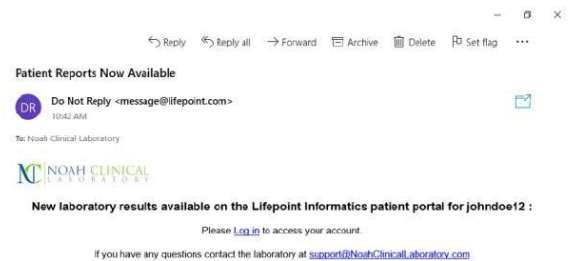 Reply Reply all Forward Archive Delete Set flag ...
Patient Reports Now Available
DR
Do Not Reply <message@lifepoint.com>
10:42 AM
To: Noah Clinical Laboratory
NC NOAH CLINICAL
LABORATORY
New laboratory results available on the Lifepoint Informatics patient portal for johndoe12 :
Please Log in to access your account.
If you have any questions contact the laboratory at support@NoahClinicalLaboratory.com